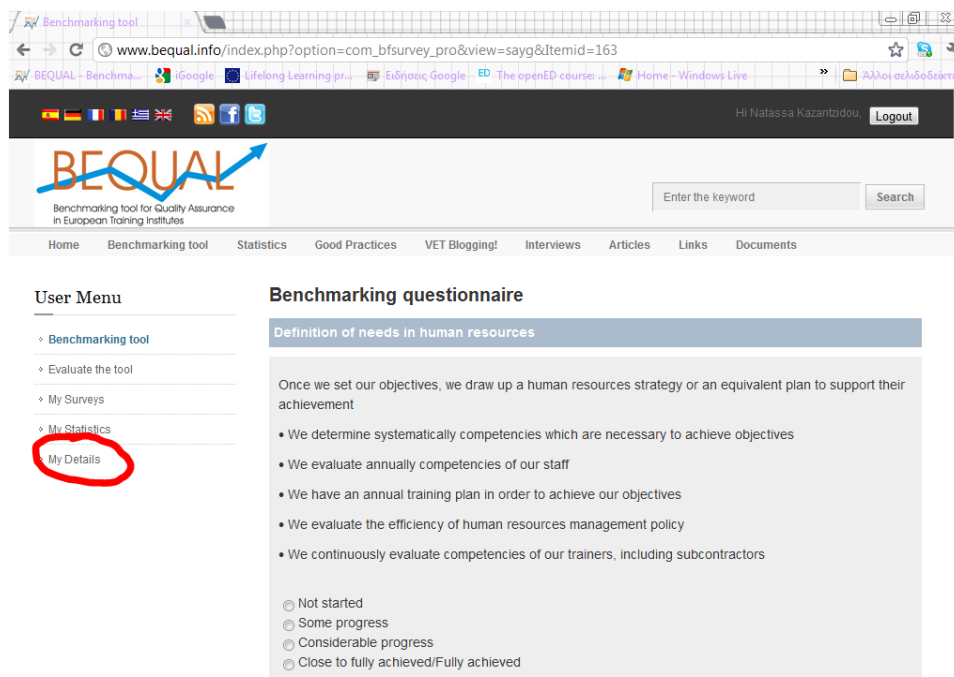 Benchmarking tool
www.bequal.info/index.php?option=com_bfsurvey_pro&view=sayg&Itemid=163
BEQUAL - Benchma... iGoogle Lifelong Learning pr... Ειδήσεις Google ED The openED course: ... Home - Windows Live » Άλλοι σελιδοδείκτ
Hi Natassa Kazantzidou, Logout
BEQUAL
Benchmarking tool for Quality Assurance
in European Training Institutes
Enter the keyword Search
Home Benchmarking tool Statistics Good Practices VET Blogging! Interviews Articles Links Documents
User Menu
Benchmarking tool
Evaluate the tool
My Surveys
My Statistics
My Details
Benchmarking questionnaire
Definition of needs in human resources
Once we set our objectives, we draw up a human resources strategy or an equivalent plan to support their
achievement
• We determine systematically competencies which are necessary to achieve objectives
• We evaluate annually competencies of our staff
• We have an annual training plan in order to achieve our objectives
• We evaluate the efficiency of human resources management policy
• We continuously evaluate competencies of our trainers, including subcontractors
Not started
Some progress
Considerable progress
Close to fully achieved/Fully achieved